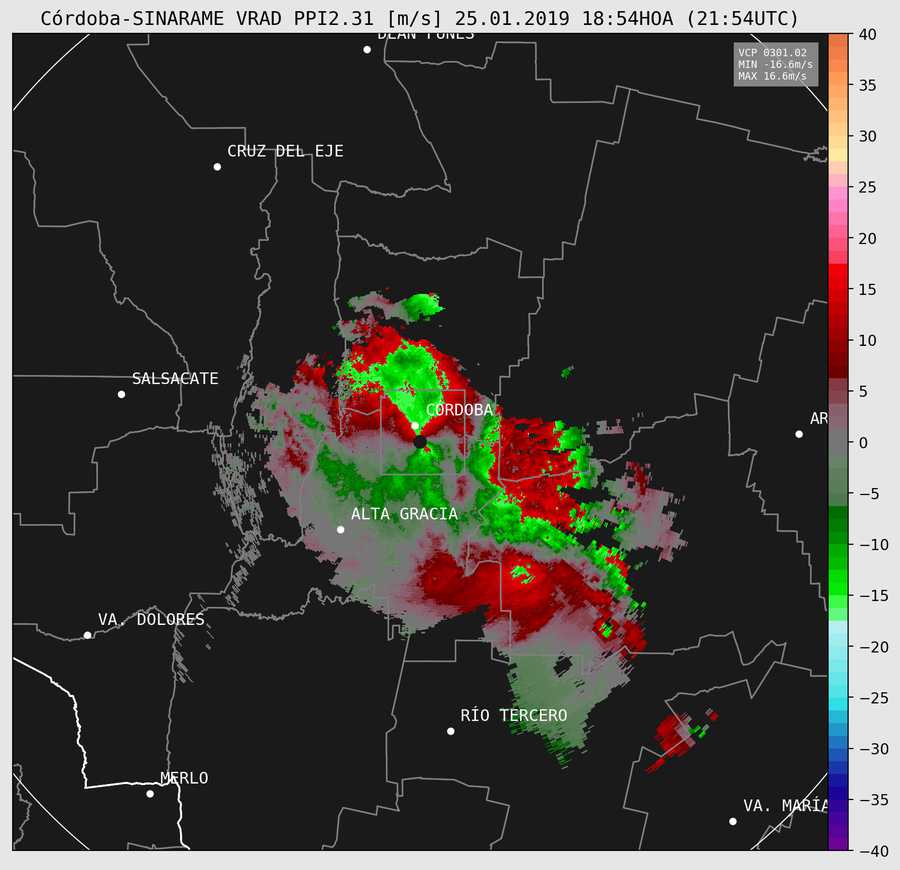 Córdoba-SINARAME VRAD PPI2.31 [m/s] 25.01.2019 18:54HOA (21:54UTC)
DEAN FUNES
VCP 0301.02
MIN -16.6m/s
MAX 16.6m/s
CRUZ DEL EJE
SALSACATE
CÓRDOBA
AR
ALTA GRACIA
VA. DOLORES
RÍO TERCERO
MERLO
VA. MARÍA
40
35
30
25
20
15
10
5
0
−5
−10
−15
−20
−25
−30
−35
−40